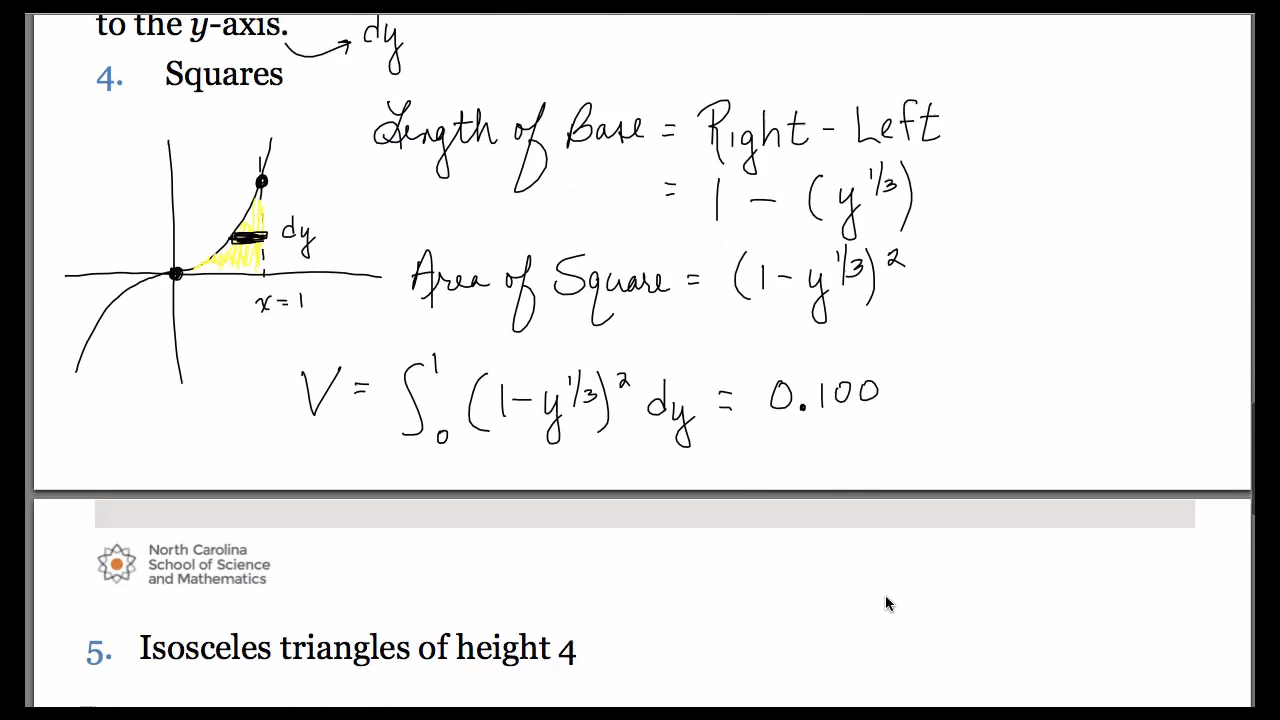 to the y-axis. dy
4. Squares
Length of Base = Right - Left
= 1 - (y^1/3)
dy
x = 1
Area of Square = (1 - y^1/3)^2
V = ∫_0^1 (1 - y^1/3)^2 dy = 0.100
North Carolina
School of Science
and Mathematics
5. Isosceles triangles of height 4